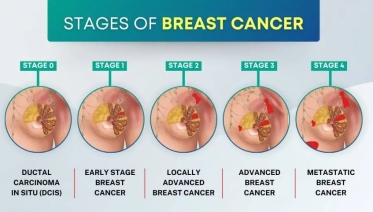 STAGES OF BREAST CANCER
STAGE 0
STAGE 1
STAGE 2
STAGE 3
STAGE 4
DUCTAL
CARCINOMA
IN SITU (DCIS)
EARLY STAGE
BREAST
CANCER
LOCALLY
ADVANCED
BREAST CANCER
ADVANCED
BREAST
CANCER
METASTATIC
BREAST
CANCER